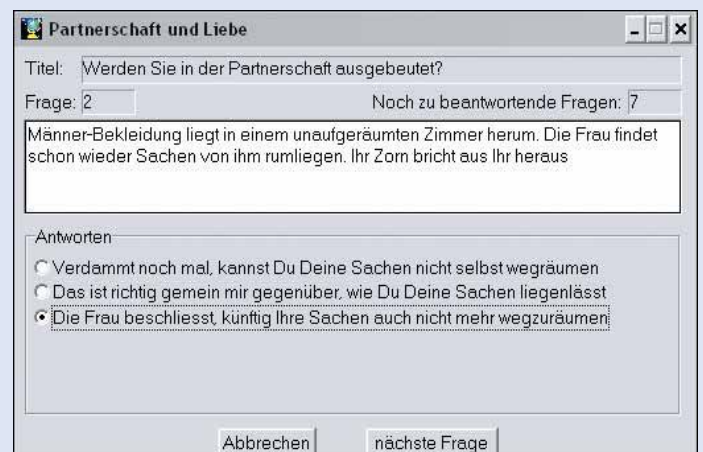 Partnerschaft und Liebe
Titel: Werden Sie in der Partnerschaft ausgebeutet?
Frage: 2 Noch zu beantwortende Fragen: 7
Männer-Bekleidung liegt in einem unaufgeräumten Zimmer herum. Die Frau findet
schon wieder Sachen von ihm rumliegen. Ihr Zorn bricht aus Ihr heraus
Antworten
Verdammt noch mal, kannst Du Deine Sachen nicht selbst wegräumen
Das ist richtig gemein mir gegenüber, wie Du Deine Sachen liegenlässt
Die Frau beschliesst, künftig Ihre Sachen auch nicht mehr wegzuräumen
Abbrechen nächste Frage